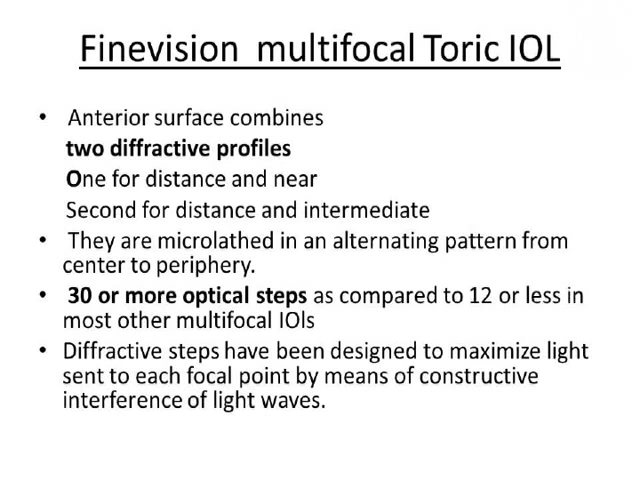 Finevision multifocal Toric IOL
• Anterior surface combines
two diffractive profiles
One for distance and near
Second for distance and intermediate
• They are microlathed in an alternating pattern from
center to periphery.
• 30 or more optical steps as compared to 12 or less in
most other multifocal IOls
• Diffractive steps have been designed to maximize light
sent to each focal point by means of constructive
interference of light waves.